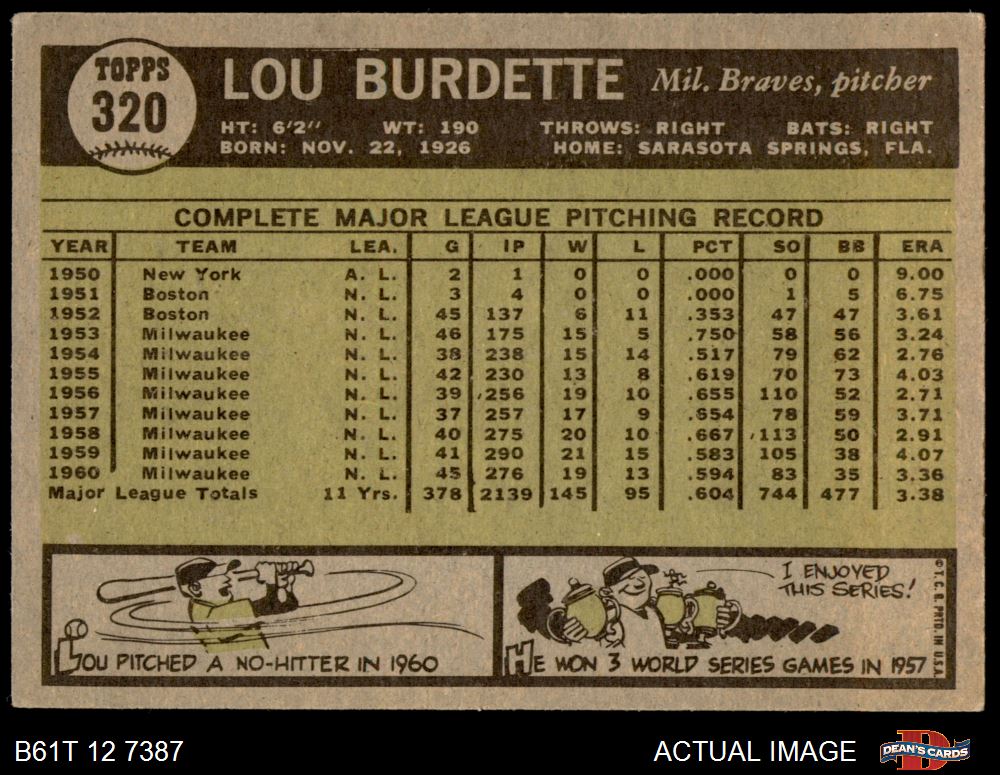 TOPPS
320
LOU BURDETTE Mil. Braves, pitcher
HT: 6'2" WT: 190 THROWS: RIGHT BATS: RIGHT
BORN: NOV. 22, 1926 HOME: SARASOTA SPRINGS, FLA.
COMPLETE MAJOR LEAGUE PITCHING RECORD
YEAR TEAM LEA. G IP W L PCT SO BB ERA
1950 New York A. L. 2 1 0 0 .000 0 0 9.00
1951 Boston N. L. 3 4 0 0 .000 1 5 6.75
1952 Boston N. L. 45 137 6 11 .353 47 47 3.61
1953 Milwaukee N. L. 46 175 15 5 .750 58 56 3.24
1954 Milwaukee N. L. 38 238 15 14 .517 79 62 2.76
1955 Milwaukee N. L. 42 230 13 8 .619 70 73 4.03
1956 Milwaukee N. L. 39 256 19 10 .655 110 52 2.71
1957 Milwaukee N. L. 37 257 17 9 .654 78 59 3.71
1958 Milwaukee N. L. 40 275 20 10 .667 113 50 2.91
1959 Milwaukee N. L. 41 290 21 15 .583 105 38 4.07
1960 Milwaukee N. L. 45 276 19 13 .594 83 35 3.36
Major League Totals 11 Yrs. 378 2139 145 95 .604 744 477 3.38
LOU PITCHED A NO-HITTER IN 1960
I ENJOYED
THIS SERIES!
HE WON 3 WORLD SERIES GAMES IN 1957
© T. C. G. PRTD. IN U.S.A.
B61T 12 7387 ACTUAL IMAGE DEAN'S CARDS